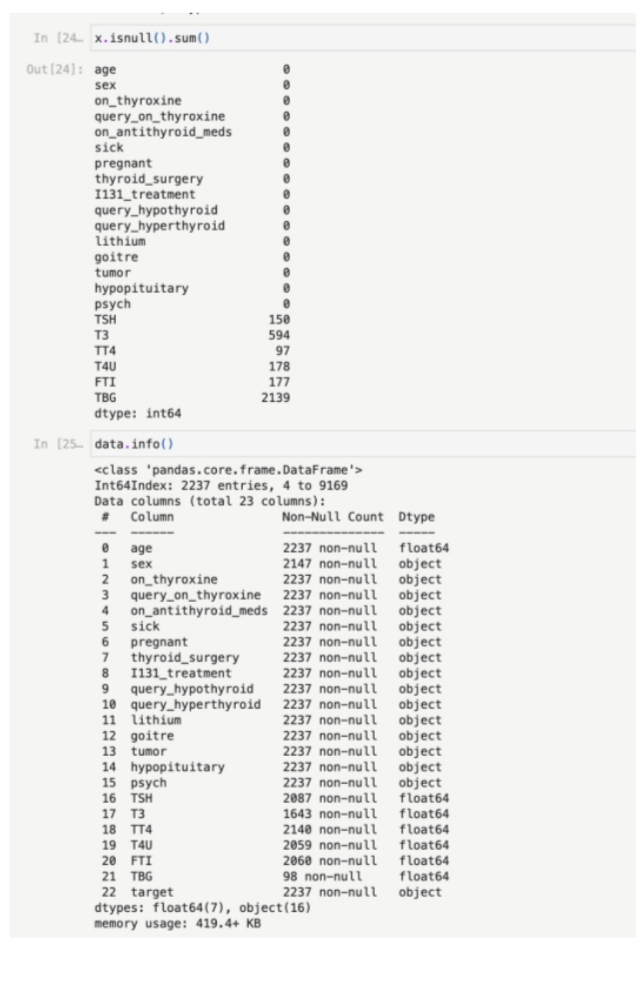 In [24… x.isnull().sum()
Out[24]: age 0
sex 0
on_thyroxine 0
query_on_thyroxine 0
on_antithyroid_meds 0
sick 0
pregnant 0
thyroid_surgery 0
I131_treatment 0
query_hypothyroid 0
query_hyperthyroid 0
lithium 0
goitre 0
tumor 0
hypopituitary 0
psych 0
TSH 150
T3 594
TT4 97
T4U 178
FTI 177
TBG 2139
dtype: int64
In [25… data.info()
<class 'pandas.core.frame.DataFrame'>
Int64Index: 2237 entries, 4 to 9169
Data columns (total 23 columns):
# Column Non-Null Count Dtype
--- ------ -------------- -----
0 age 2237 non-null float64
1 sex 2147 non-null object
2 on_thyroxine 2237 non-null object
3 query_on_thyroxine 2237 non-null object
4 on_antithyroid_meds 2237 non-null object
5 sick 2237 non-null object
6 pregnant 2237 non-null object
7 thyroid_surgery 2237 non-null object
8 I131_treatment 2237 non-null object
9 query_hypothyroid 2237 non-null object
10 query_hyperthyroid 2237 non-null object
11 lithium 2237 non-null object
12 goitre 2237 non-null object
13 tumor 2237 non-null object
14 hypopituitary 2237 non-null object
15 psych 2237 non-null object
16 TSH 2087 non-null float64
17 T3 1643 non-null float64
18 TT4 2140 non-null float64
19 T4U 2059 non-null float64
20 FTI 2060 non-null float64
21 TBG 98 non-null float64
22 target 2237 non-null object
dtypes: float64(7), object(16)
memory usage: 419.4+ KB